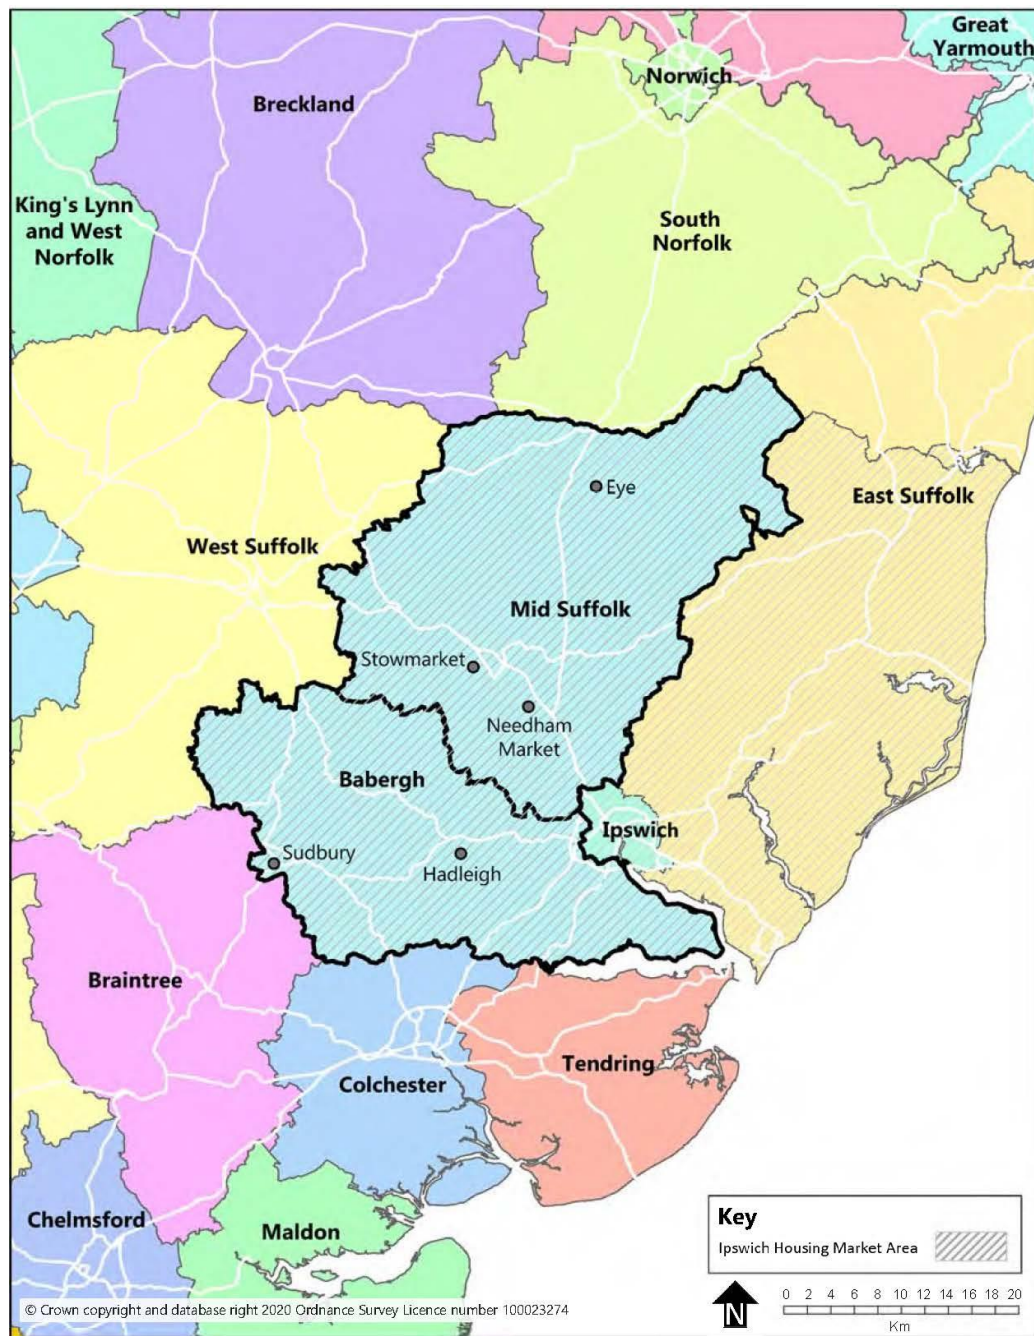 Great
Yarmouth
Norwich
Breckland
King's Lynn
and West
Norfolk
South
Norfolk
Eye
East Suffolk
West Suffolk
Mid Suffolk
Stowmarket
Needham
Market
Babergh
Ipswich
Sudbury
Hadleigh
Braintree
Tendring
Colchester
Chelmsford
Maldon
Key
Ipswich Housing Market Area
N
0 2 4 6 8 10 12 14 16 18 20
Km
© Crown copyright and database right 2020 Ordnance Survey Licence number 100023274